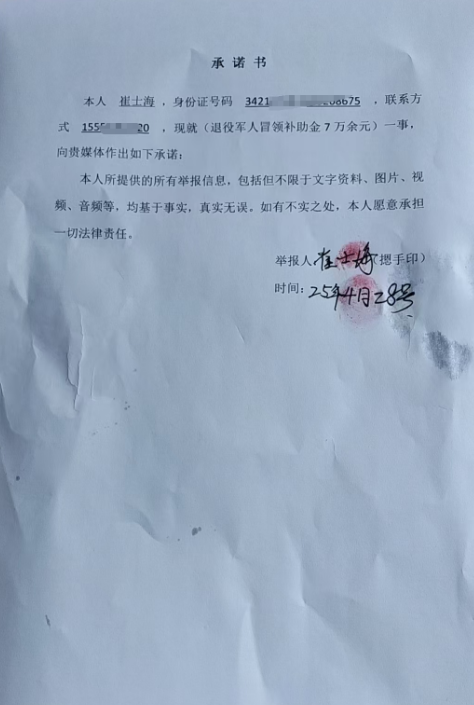 承诺书
本人 崔士海 ，身份证号码 3421 208675 ，联系方
式 1555 20 ，现就（退役军人冒领补助金 7 万余元）一事，
向贵媒体作出如下承诺；
本人所提供的所有举报信息，包括但不限于文字资料、图片、视
频、音频等，均基于事实，真实无误。如有不实之处，本人愿意承担
一切法律责任。
举报人崔士海（摁手印）
时间：25年4月28号